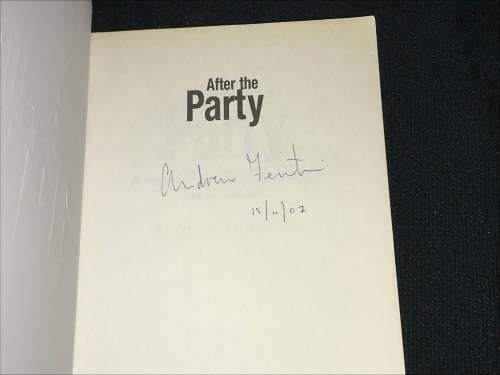 After the
Party
Andrew Feinstein
15/11/07